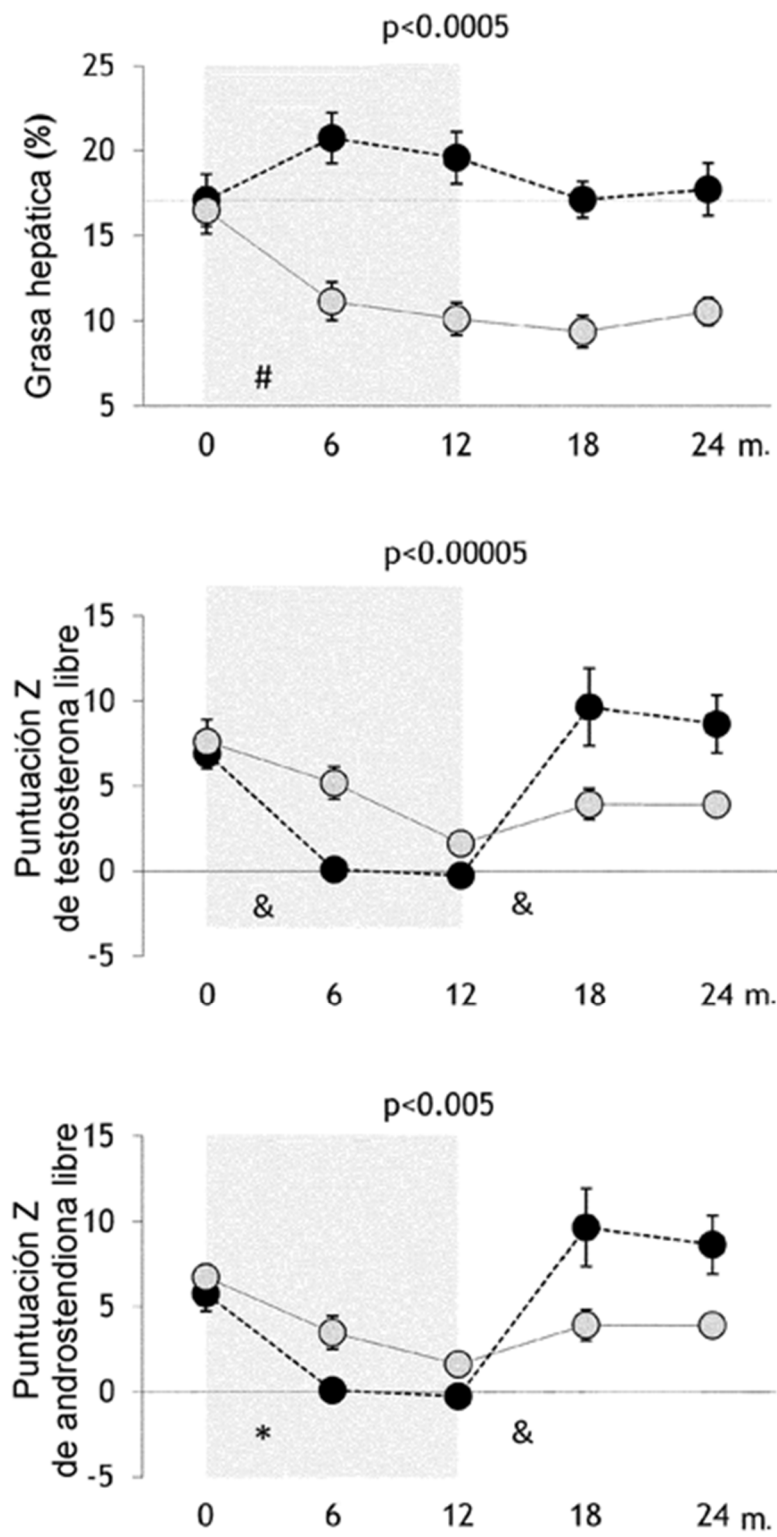 p<0.0005
Grasa hepática (%)
25
20
15
10
5
#
0 6 12 18 24 m.
p<0.00005
Puntuación Z
de testosterona libre
15
10
5
0
-5
& &
0 6 12 18 24 m.
p<0.005
Puntuación Z
de androstendiona libre
15
10
5
0
-5
* &
0 6 12 18 24 m.